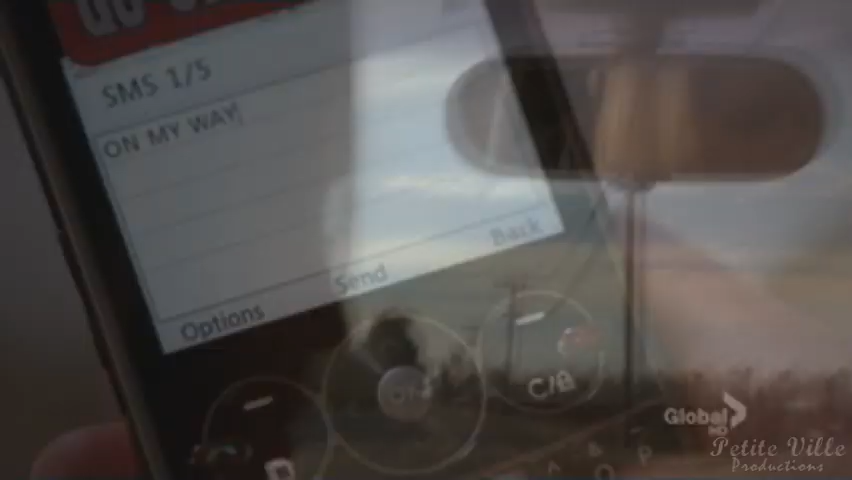 SMS 1/5
ON MY WAY
Options
Send
Back
OK
C/
Global
HD
Petite Ville
Productions